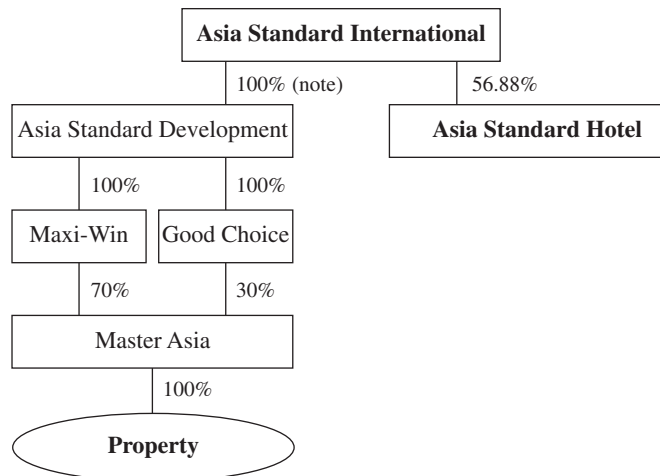 Asia Standard International
100% (note)
56.88%
Asia Standard Development
Asia Standard Hotel
100%
100%
Maxi-Win
Good Choice
70%
30%
Master Asia
100%
Property